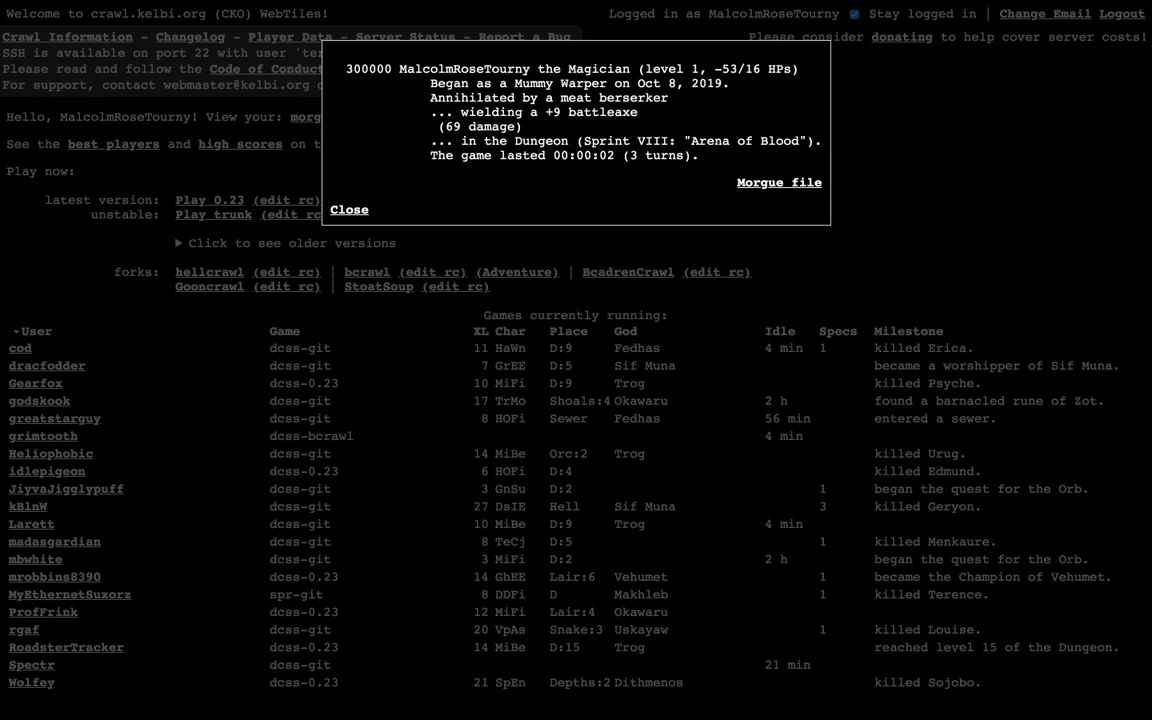 Welcome to crawl.kelbi.org (CKO) WebTiles!
Logged in as MalcolmRoseTourny Stay logged in | Change Email Logout
Crawl Information - Changelog - Player Data - Server Status - Report a Bug
Please consider donating to help cover server costs!
SSH is available on port 22 with user 'ter
Please read and follow the Code of Conduct
For support, contact webmaster@kelbi.org o
300000 MalcolmRoseTourny the Magician (level 1, -53/16 HPs)
Began as a Mummy Warper on Oct 8, 2019.
Annihilated by a meat berserker
... wielding a +9 battleaxe
(69 damage)
... in the Dungeon (Sprint VIII: "Arena of Blood").
The game lasted 00:00:02 (3 turns).
Morgue file
Close
Hello, MalcolmRoseTourny! View your: morg
See the best players and high scores on t
Play now:
latest version: Play 0.23 (edit rc)
unstable: Play trunk (edit rc
Click to see older versions
forks: hellcrawl (edit rc) | bcrawl (edit rc) (Adventure) | BcadrenCrawl (edit rc)
Gooncrawl (edit rc) | StoatSoup (edit rc)
Games currently running:
User Game XL Char Place God Idle Specs Milestone
cod dcss-git 11 HaWn D:9 Fedhas 4 min 1 killed Erica.
dracfodder dcss-git 7 GrEE D:5 Sif Muna became a worshipper of Sif Muna.
Gearfox dcss-0.23 10 MiFi D:9 Trog killed Psyche.
godskook dcss-git 17 TrMo Shoals:4 Okawaru 2 h found a barnacled rune of Zot.
greatstarguy dcss-git 8 HOFi Sewer Fedhas 56 min entered a sewer.
grimtooth dcss-bcrawl 4 min
Heliophobic dcss-git 14 MiBe Orc:2 Trog killed Urug.
idlepigeon dcss-0.23 6 HOFi D:4 killed Edmund.
JiyvaJigglypuff dcss-git 3 GnSu D:2 1 began the quest for the Orb.
kBlnW dcss-git 27 DsIE Hell Sif Muna 3 killed Geryon.
Larett dcss-git 10 MiBe D:9 Trog 4 min
madasgardian dcss-git 8 TeCj D:5 1 killed Menkaure.
mbwhite dcss-git 3 MiFi D:2 2 h began the quest for the Orb.
mrobbins8390 dcss-0.23 14 GhEE Lair:6 Vehumet 1 became the Champion of Vehumet.
MyEthernetSuxorz spr-git 8 DDFi D Makhleb 1 killed Terence.
ProfFrink dcss-0.23 12 MiFi Lair:4 Okawaru
rgaf dcss-git 20 VpAs Snake:3 Uskayaw 1 killed Louise.
RoadsterTracker dcss-0.23 14 MiBe D:15 Trog reached level 15 of the Dungeon.
Spectr dcss-git 21 min
Wolfey dcss-0.23 21 SpEn Depths:2 Dithmenos killed Sojobo.